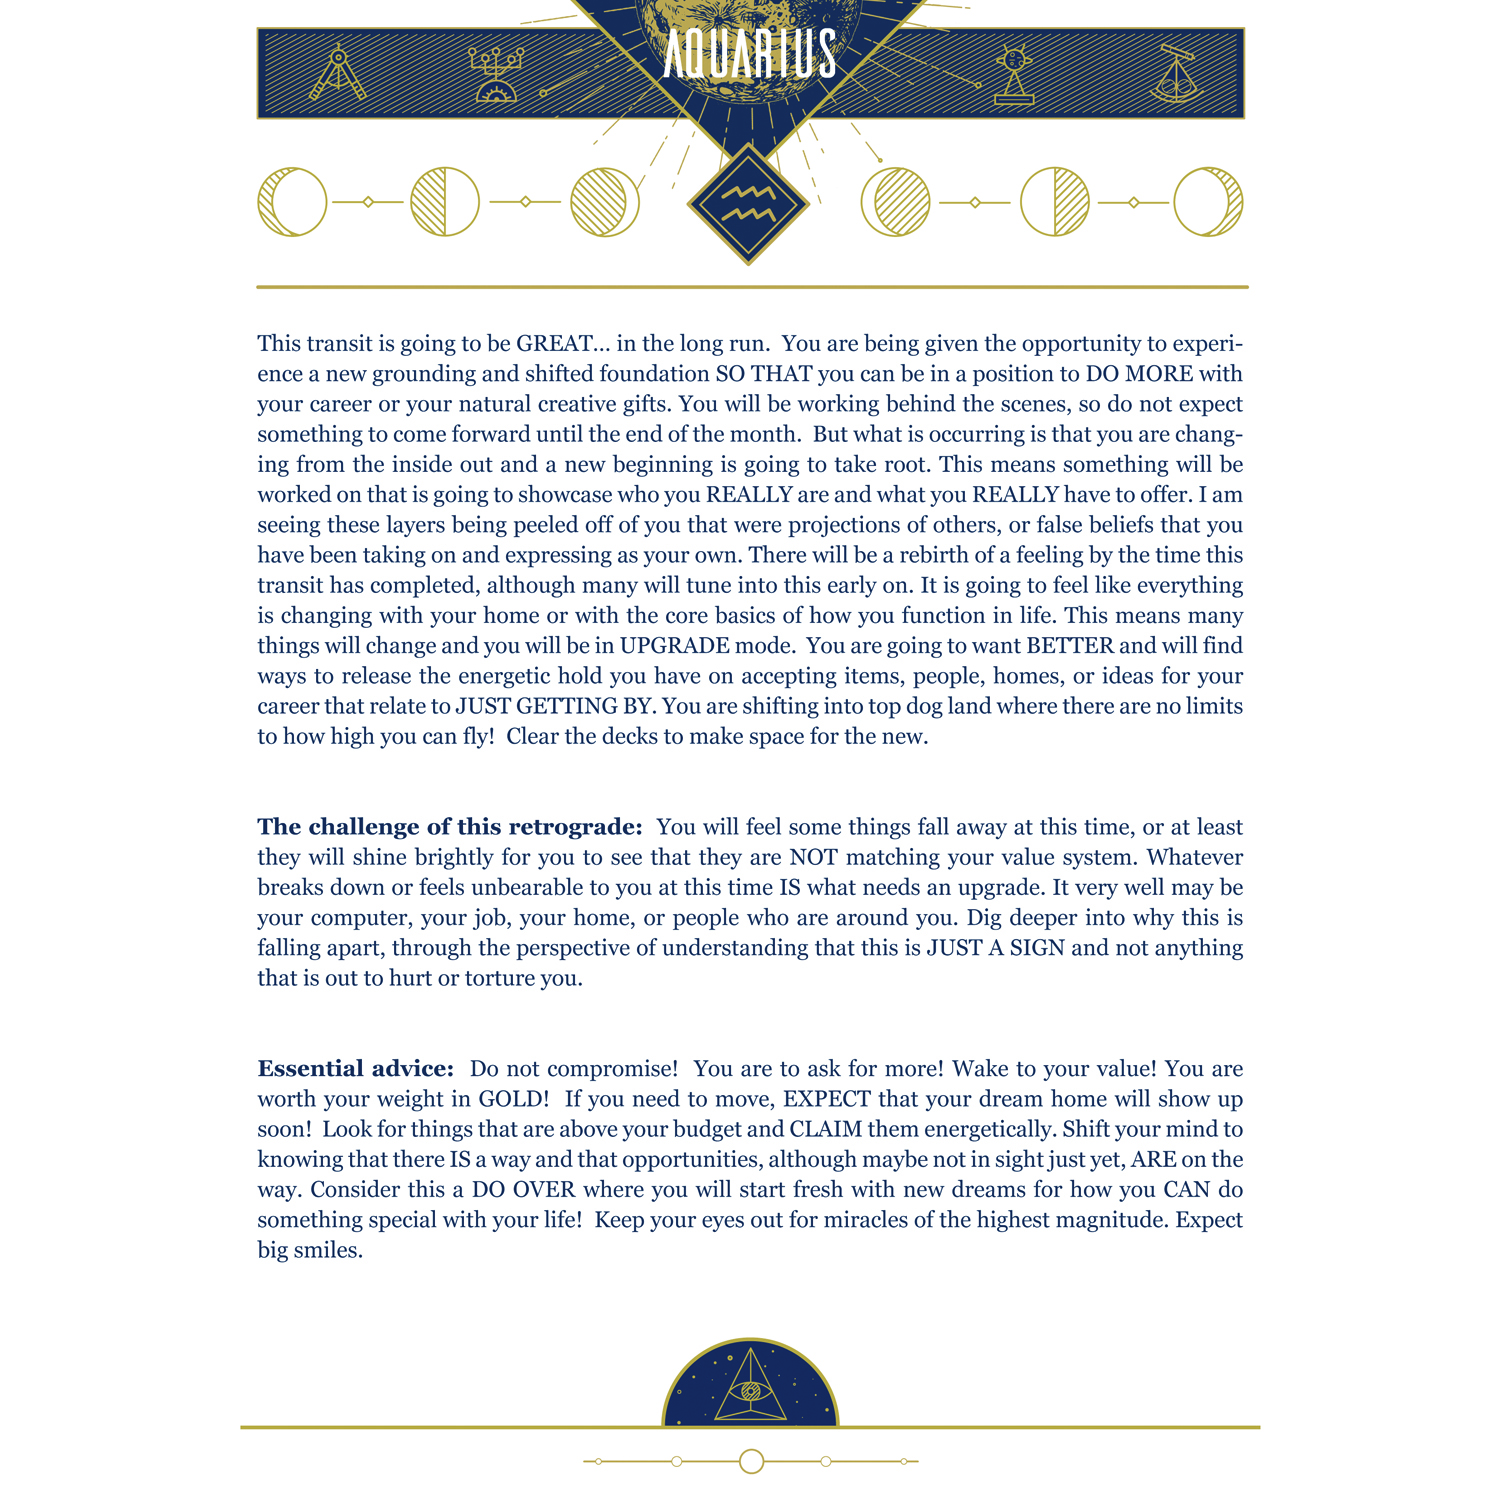 AQUARIUS
This transit is going to be GREAT... in the long run.  You are being given the opportunity to experi-
ence a new grounding and shifted foundation SO THAT you can be in a position to DO MORE with
your career or your natural creative gifts. You will be working behind the scenes, so do not expect
something to come forward until the end of the month.  But what is occurring is that you are chang-
ing from the inside out and a new beginning is going to take root. This means something will be
worked on that is going to showcase who you REALLY are and what you REALLY have to offer. I am
seeing these layers being peeled off of you that were projections of others, or false beliefs that you
have been taking on and expressing as your own. There will be a rebirth of a feeling by the time this
transit has completed, although many will tune into this early on. It is going to feel like everything
is changing with your home or with the core basics of how you function in life. This means many
things will change and you will be in UPGRADE mode.  You are going to want BETTER and will find
ways to release the energetic hold you have on accepting items, people, homes, or ideas for your
career that relate to JUST GETTING BY. You are shifting into top dog land where there are no limits
to how high you can fly!  Clear the decks to make space for the new.
The challenge of this retrograde:  You will feel some things fall away at this time, or at least
they will shine brightly for you to see that they are NOT matching your value system. Whatever
breaks down or feels unbearable to you at this time IS what needs an upgrade. It very well may be
your computer, your job, your home, or people who are around you. Dig deeper into why this is
falling apart, through the perspective of understanding that this is JUST A SIGN and not anything
that is out to hurt or torture you.
Essential advice:  Do not compromise!  You are to ask for more! Wake to your value! You are
worth your weight in GOLD!  If you need to move, EXPECT that your dream home will show up
soon!  Look for things that are above your budget and CLAIM them energetically. Shift your mind to
knowing that there IS a way and that opportunities, although maybe not in sight just yet, ARE on the
way. Consider this a DO OVER where you will start fresh with new dreams for how you CAN do
something special with your life!  Keep your eyes out for miracles of the highest magnitude. Expect
big smiles.